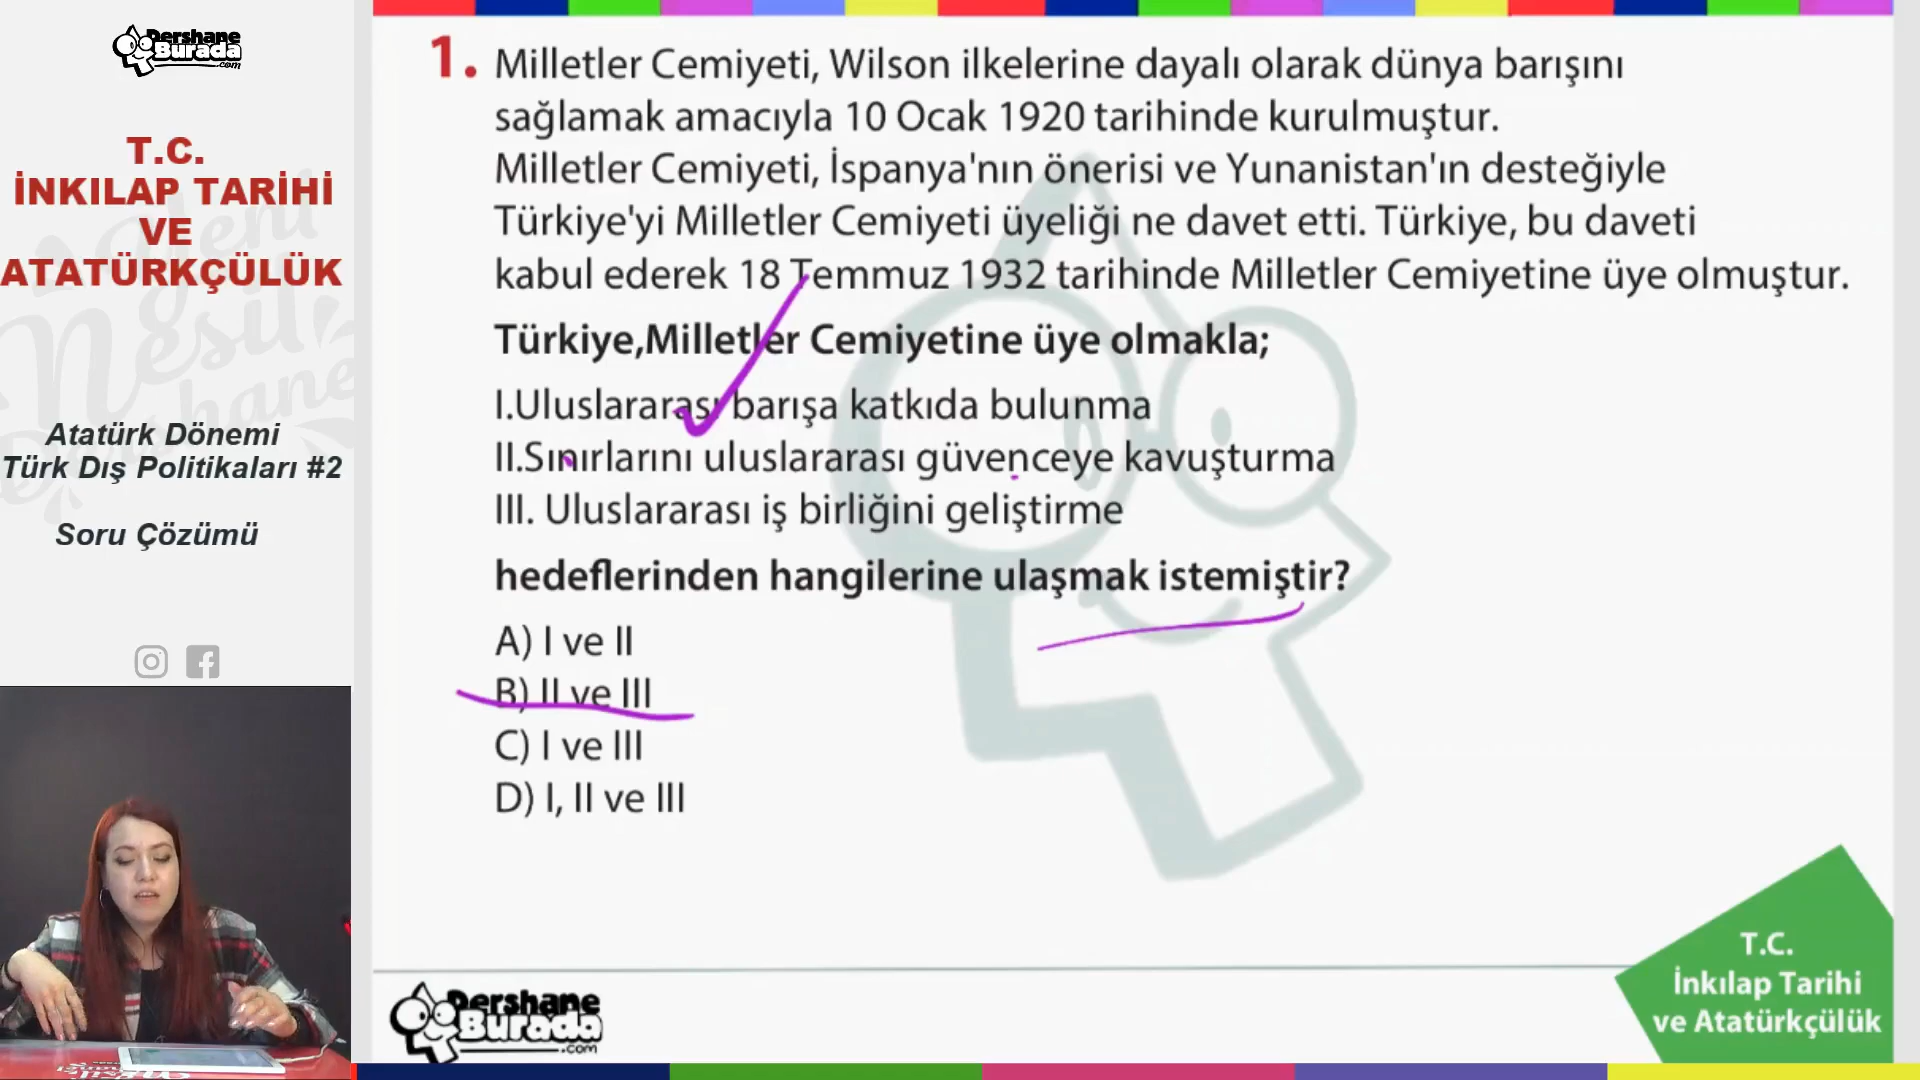 Dershane
Burada
.com
T.C.
İNKILAP TARİHİ
VE
ATATÜRKÇÜLÜK
Yeni
Nesil
Dershane
Atatürk Dönemi
Türk Dış Politikaları #2
Soru Çözümü
1. Milletler Cemiyeti, Wilson ilkelerine dayalı olarak dünya barışını
sağlamak amacıyla 10 Ocak 1920 tarihinde kurulmuştur.
Milletler Cemiyeti, İspanya'nın önerisi ve Yunanistan'ın desteğiyle
Türkiye'yi Milletler Cemiyeti üyeliği ne davet etti. Türkiye, bu daveti
kabul ederek 18 Temmuz 1932 tarihinde Milletler Cemiyetine üye olmuştur.
Türkiye,Milletler Cemiyetine üye olmakla;
I.Uluslararası barışa katkıda bulunma
II.Sınırlarını uluslararası güvenceye kavuşturma
III. Uluslararası iş birliğini geliştirme
hedeflerinden hangilerine ulaşmak istemiştir?
A) I ve II
B) II ve III
C) I ve III
D) I, II ve III
Dershane
Burada
.com
T.C.
İnkılap Tarihi
ve Atatürkçülük